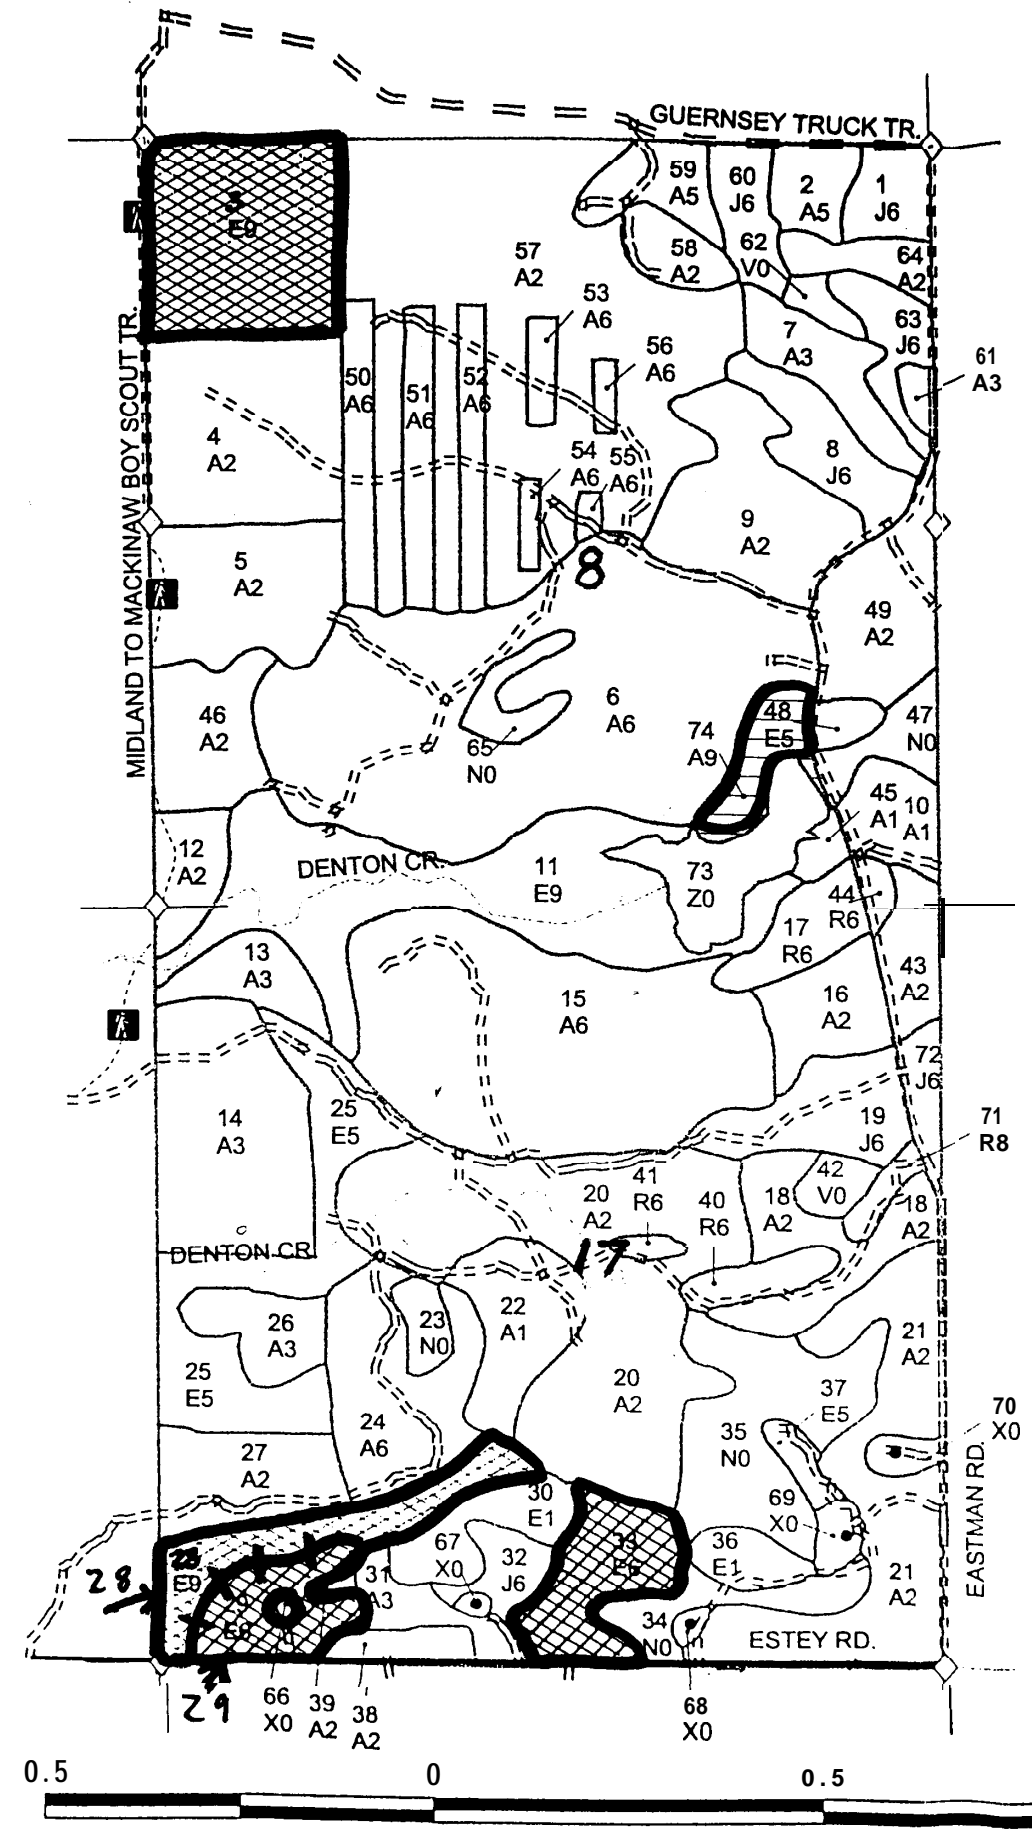 GUERNSEY TRUCK TR.
59
A5
60
J6
2
A5
1
J6
3
E9
57
A2
58
A2
62
V0
64
A2
53
A6
7
A3
63
J6
61
A3
56
A6
50
A6
51
A6
52
A6
MIDLAND TO MACKINAW BOY SCOUT TR.
4
A2
54
A6
55
A6
8
J6
9
A2
5
A2
8
49
A2
6
A6
46
A2
65
N0
74
A9
48
E5
47
N0
45
A1
10
A1
12
A2
DENTON CR.
11
E9
73
Z0
44
R6
17
R6
13
A3
43
A2
15
A6
16
A2
72
J6
14
A3
25
E5
19
J6
71
R8
42
V0
41
R6
20
A2
40
R6
18
A2
18
A2
DENTON CR.
17
26
A3
23
N0
22
A1
21
A2
25
E5
20
A2
37
E5
70
X0
24
A6
35
N0
27
A2
EASTMAN RD.
30
E1
69
X0
33
E6
67
X0
32
J6
36
E1
28
E9
31
A3
21
A2
28
34
N0
ESTEY RD.
29
66
X0
39
A2
38
A2
68
X0
0.5
0
0.5